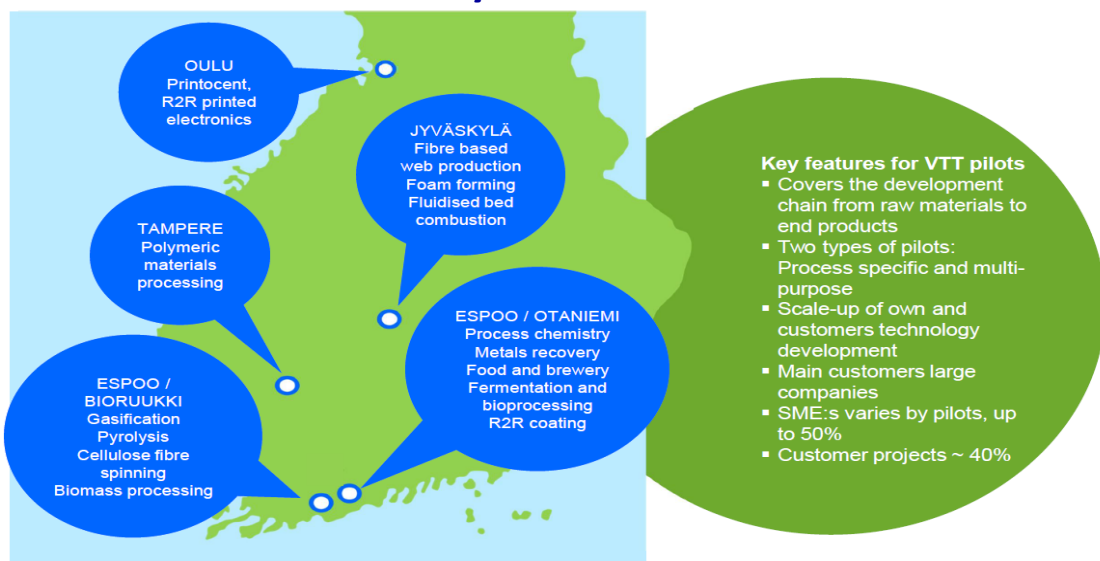 OULU
Printocent,
R2R printed
electronics
JYVÄSKYLÄ
Fibre based
web production
Foam forming
Fluidised bed
combustion
TAMPERE
Polymeric
materials
processing
ESPOO / OTANIEMI
Process chemistry
Metals recovery
Food and brewery
Fermentation and
bioprocessing
R2R coating
ESPOO /
BIORUUKKI
Gasification
Pyrolysis
Cellulose fibre
spinning
Biomass processing
Key features for VTT pilots
▪ Covers the development
chain from raw materials to
end products
▪ Two types of pilots:
Process specific and multi-
purpose
▪ Scale-up of own and
customers technology
development
▪ Main customers large
companies
▪ SME:s varies by pilots, up
to 50%
▪ Customer projects ~ 40%